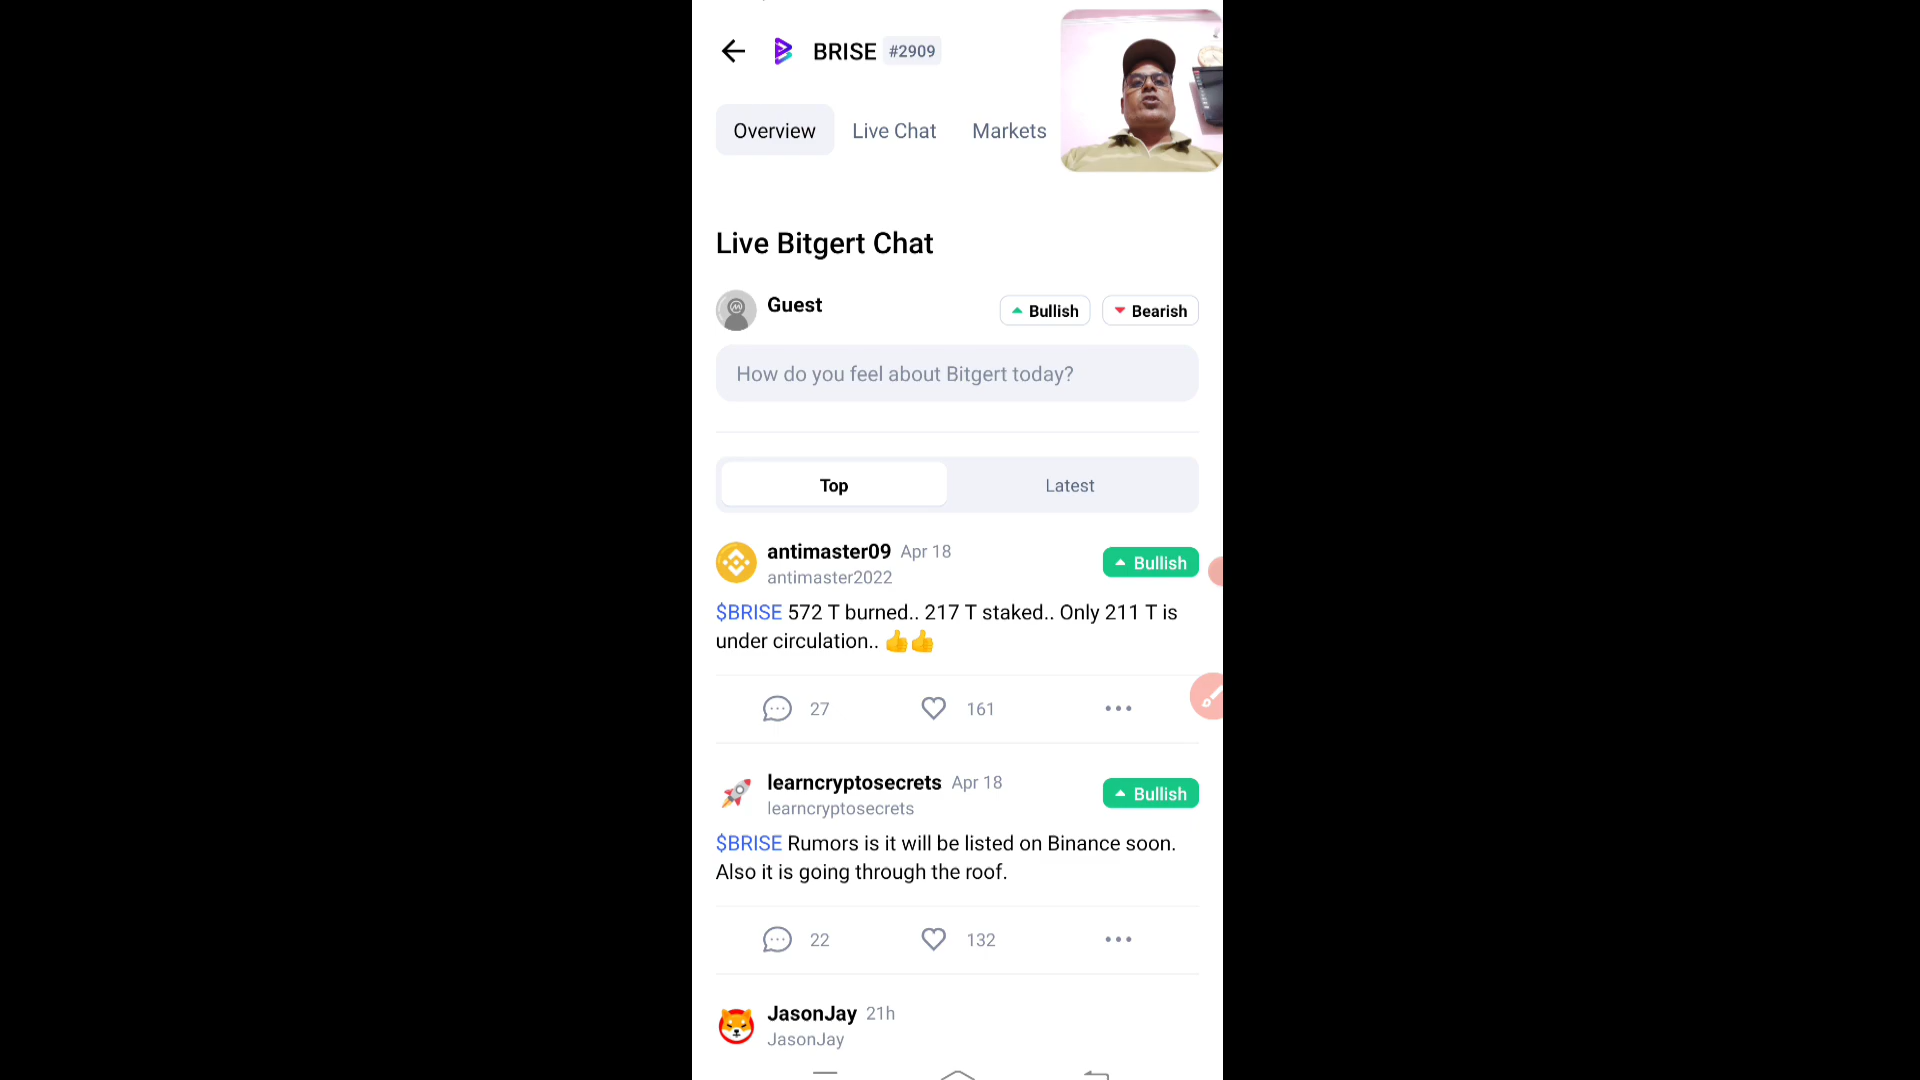 BRISE #2909
Overview Live Chat Markets
Live Bitgert Chat
Guest
Bullish Bearish
How do you feel about Bitgert today?
Top Latest
antimaster09 Apr 18
antimaster2022
Bullish
$BRISE 572 T burned.. 217 T staked.. Only 211 T is
under circulation.. 👍👍
27 161
learncryptosecrets Apr 18
learncryptosecrets
Bullish
$BRISE Rumors is it will be listed on Binance soon.
Also it is going through the roof.
22 132
JasonJay 21h
JasonJay